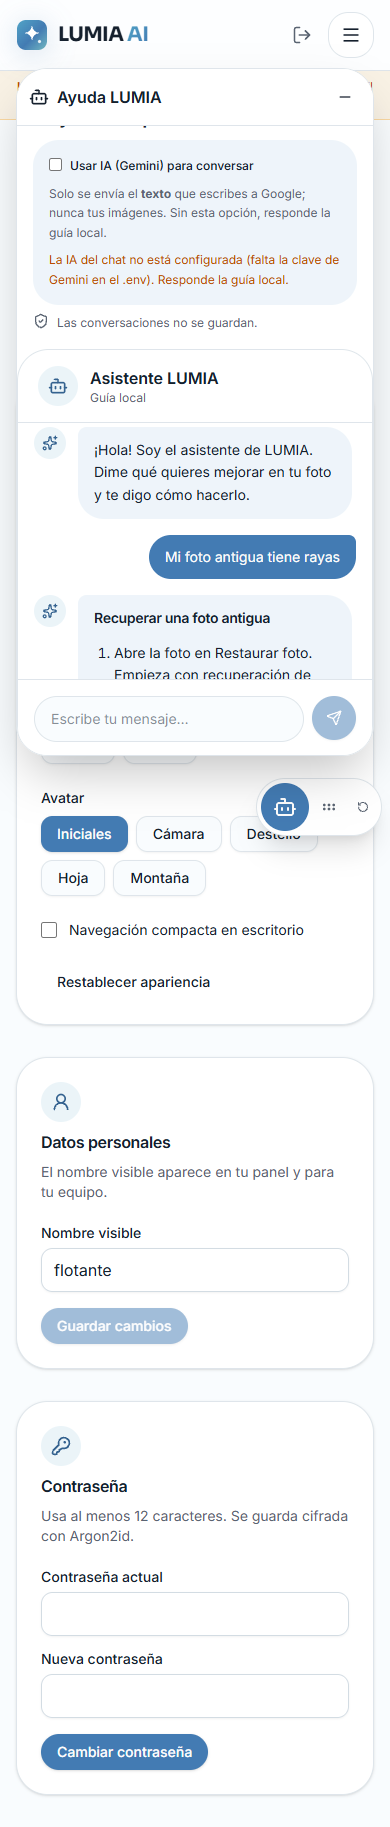 LUMIA AI
Ayuda LUMIA
Usar IA (Gemini) para conversar
Solo se envía el texto que escribes a Google;
nunca tus imágenes. Sin esta opción, responde la
guía local.
La IA del chat no está configurada (falta la clave de
Gemini en el .env). Responde la guía local.
Las conversaciones no se guardan.
Asistente LUMIA
Guía local
¡Hola! Soy el asistente de LUMIA.
Dime qué quieres mejorar en tu foto
y te digo cómo hacerlo.
Mi foto antigua tiene rayas
Recuperar una foto antigua
1. Abre la foto en Restaurar foto.
Empieza con recuperación de
Escribe tu mensaje...
Avatar
Iniciales
Cámara
Destello
Hoja
Montaña
Navegación compacta en escritorio
Restablecer apariencia
Datos personales
El nombre visible aparece en tu panel y para
tu equipo.
Nombre visible
flotante
Guardar cambios
Contraseña
Usa al menos 12 caracteres. Se guarda cifrada
con Argon2id.
Contraseña actual
Nueva contraseña
Cambiar contraseña